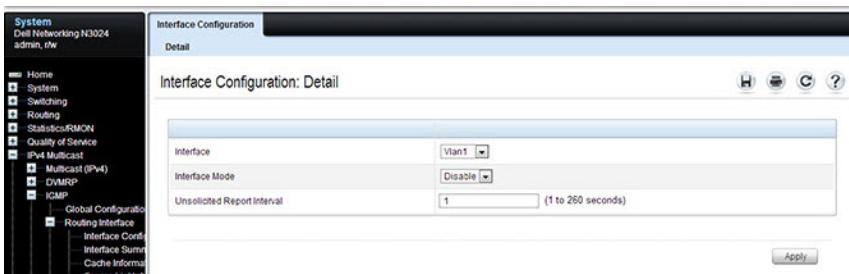 System
Dell Networking N3024
admin, r/w
Home
System
Switching
Routing
Statistics/RMON
Quality of Service
IPv4 Multicast
Multicast (IPv4)
DVMRP
IGMP
Global Configuratio
Routing Interface
Interface Confi
Interface Summ
Cache Informa
Interface Configuration
Detail
Interface Configuration: Detail
Interface Vlan1
Interface Mode Disable
Unsolicited Report Interval 1 (1 to 260 seconds)
Apply